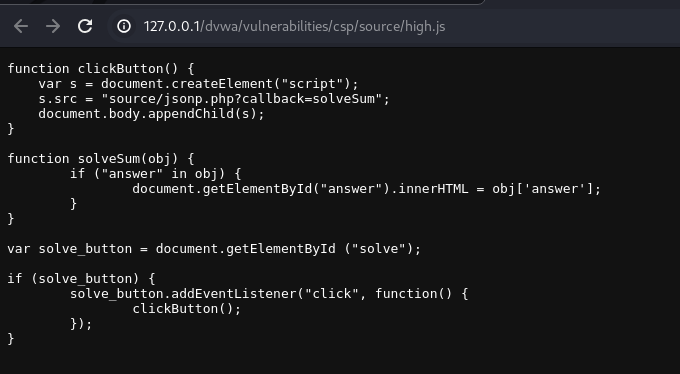 127.0.0.1/dvwa/vulnerabilities/csp/source/high.js
function clickButton() {
    var s = document.createElement("script");
    s.src = "source/jsonp.php?callback=solveSum";
    document.body.appendChild(s);
}

function solveSum(obj) {
        if ("answer" in obj) {
                document.getElementById("answer").innerHTML = obj['answer'];
        }
}

var solve_button = document.getElementById ("solve");

if (solve_button) {
        solve_button.addEventListener("click", function() {
                clickButton();
        });
}